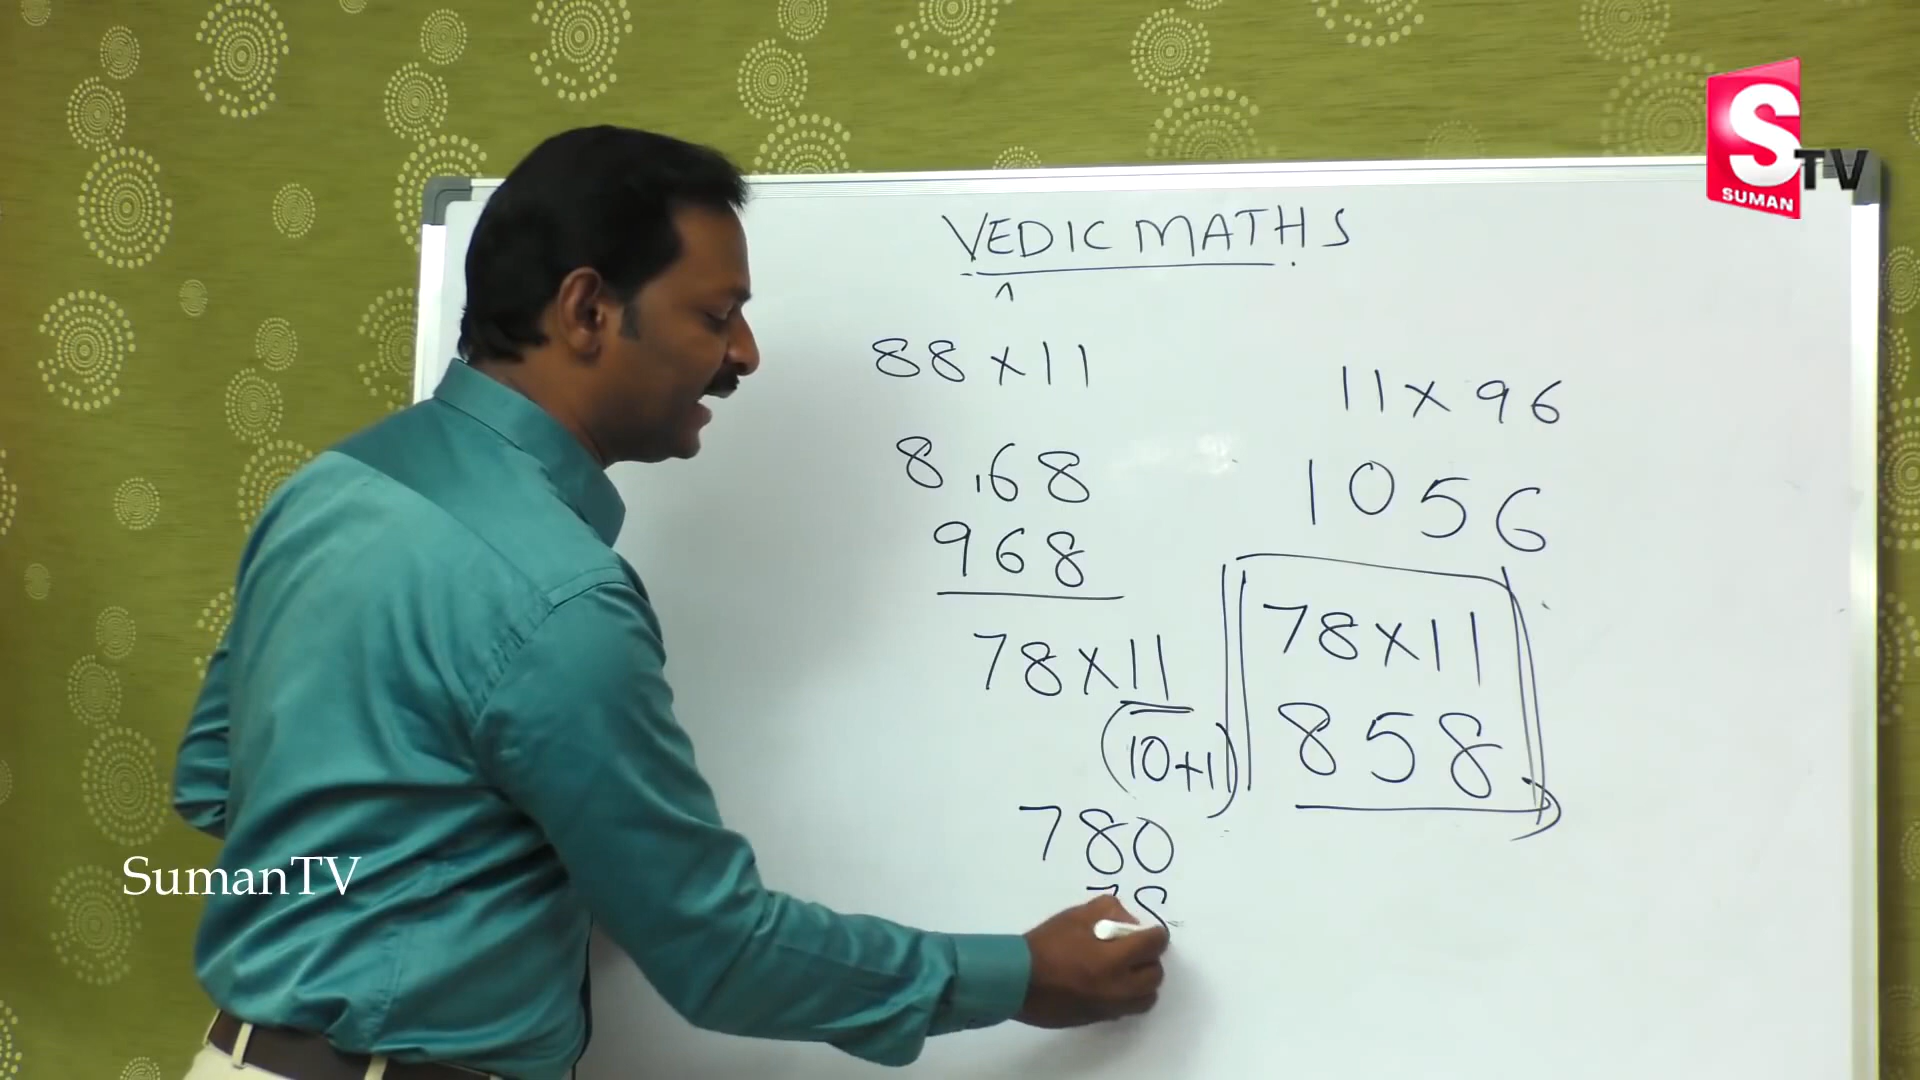 VEDIC MATHS
^
88 x 11
8,68
968
78 x 11
(10+1)
780
78
11 x 96
1056
78 x 11
858
S TV
SUMAN
SumanTV